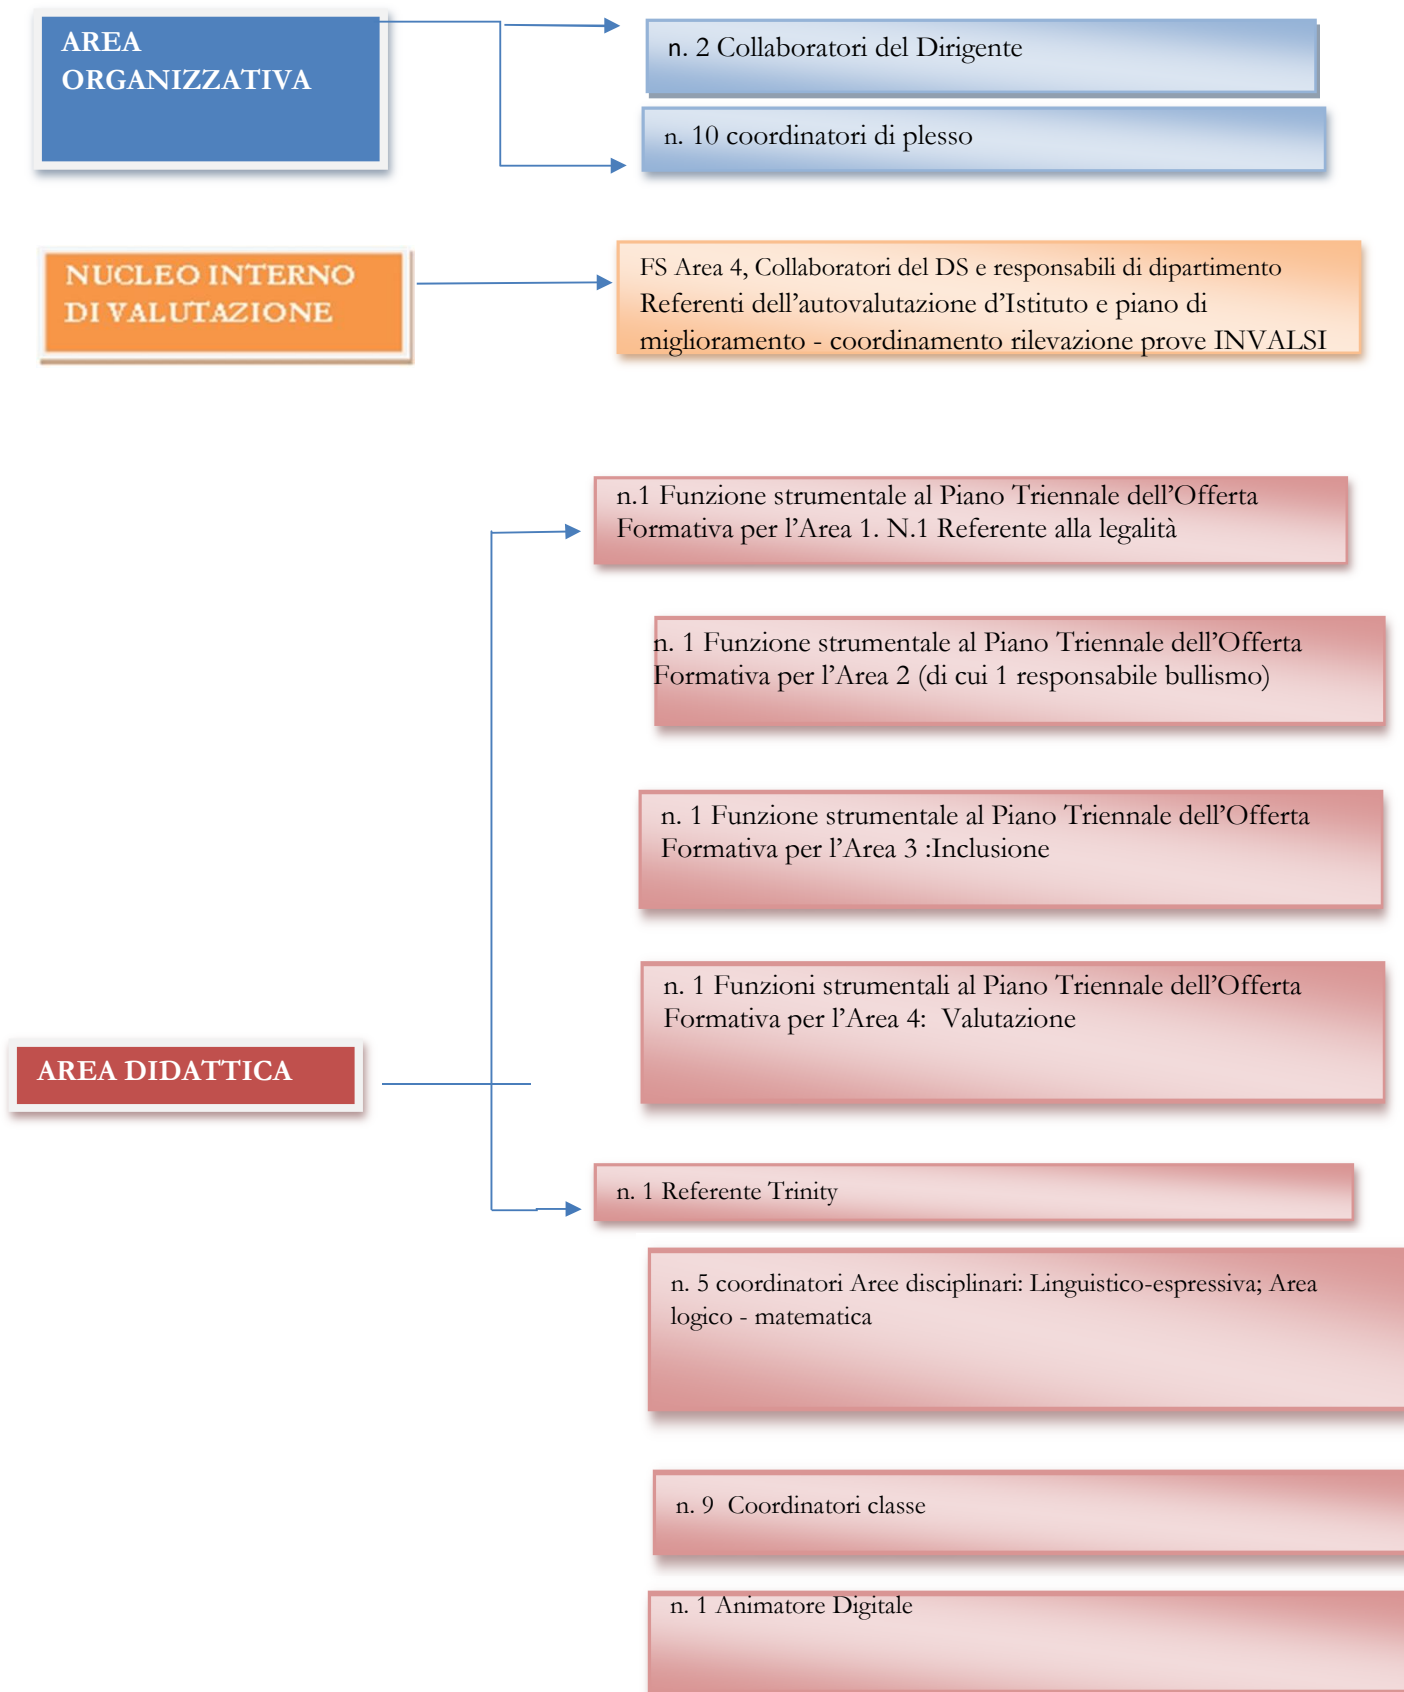 AREA
ORGANIZZATIVA
n. 2 Collaboratori del Dirigente
n. 10 coordinatori di plesso
NUCLEO INTERNO
DI VALUTAZIONE
FS Area 4, Collaboratori del DS e responsabili di dipartimento
Referenti dell’autovalutazione d’Istituto e piano di
miglioramento - coordinamento rilevazione prove INVALSI
n.1 Funzione strumentale al Piano Triennale dell’Offerta
Formativa per l’Area 1. N.1 Referente alla legalità
n. 1 Funzione strumentale al Piano Triennale dell’Offerta
Formativa per l’Area 2 (di cui 1 responsabile bullismo)
n. 1 Funzione strumentale al Piano Triennale dell’Offerta
Formativa per l’Area 3 :Inclusione
n. 1 Funzioni strumentali al Piano Triennale dell’Offerta
Formativa per l’Area 4:  Valutazione
AREA DIDATTICA
n. 1 Referente Trinity
n. 5 coordinatori Aree disciplinari: Linguistico-espressiva; Area
logico - matematica
n. 9  Coordinatori classe
n. 1 Animatore Digitale